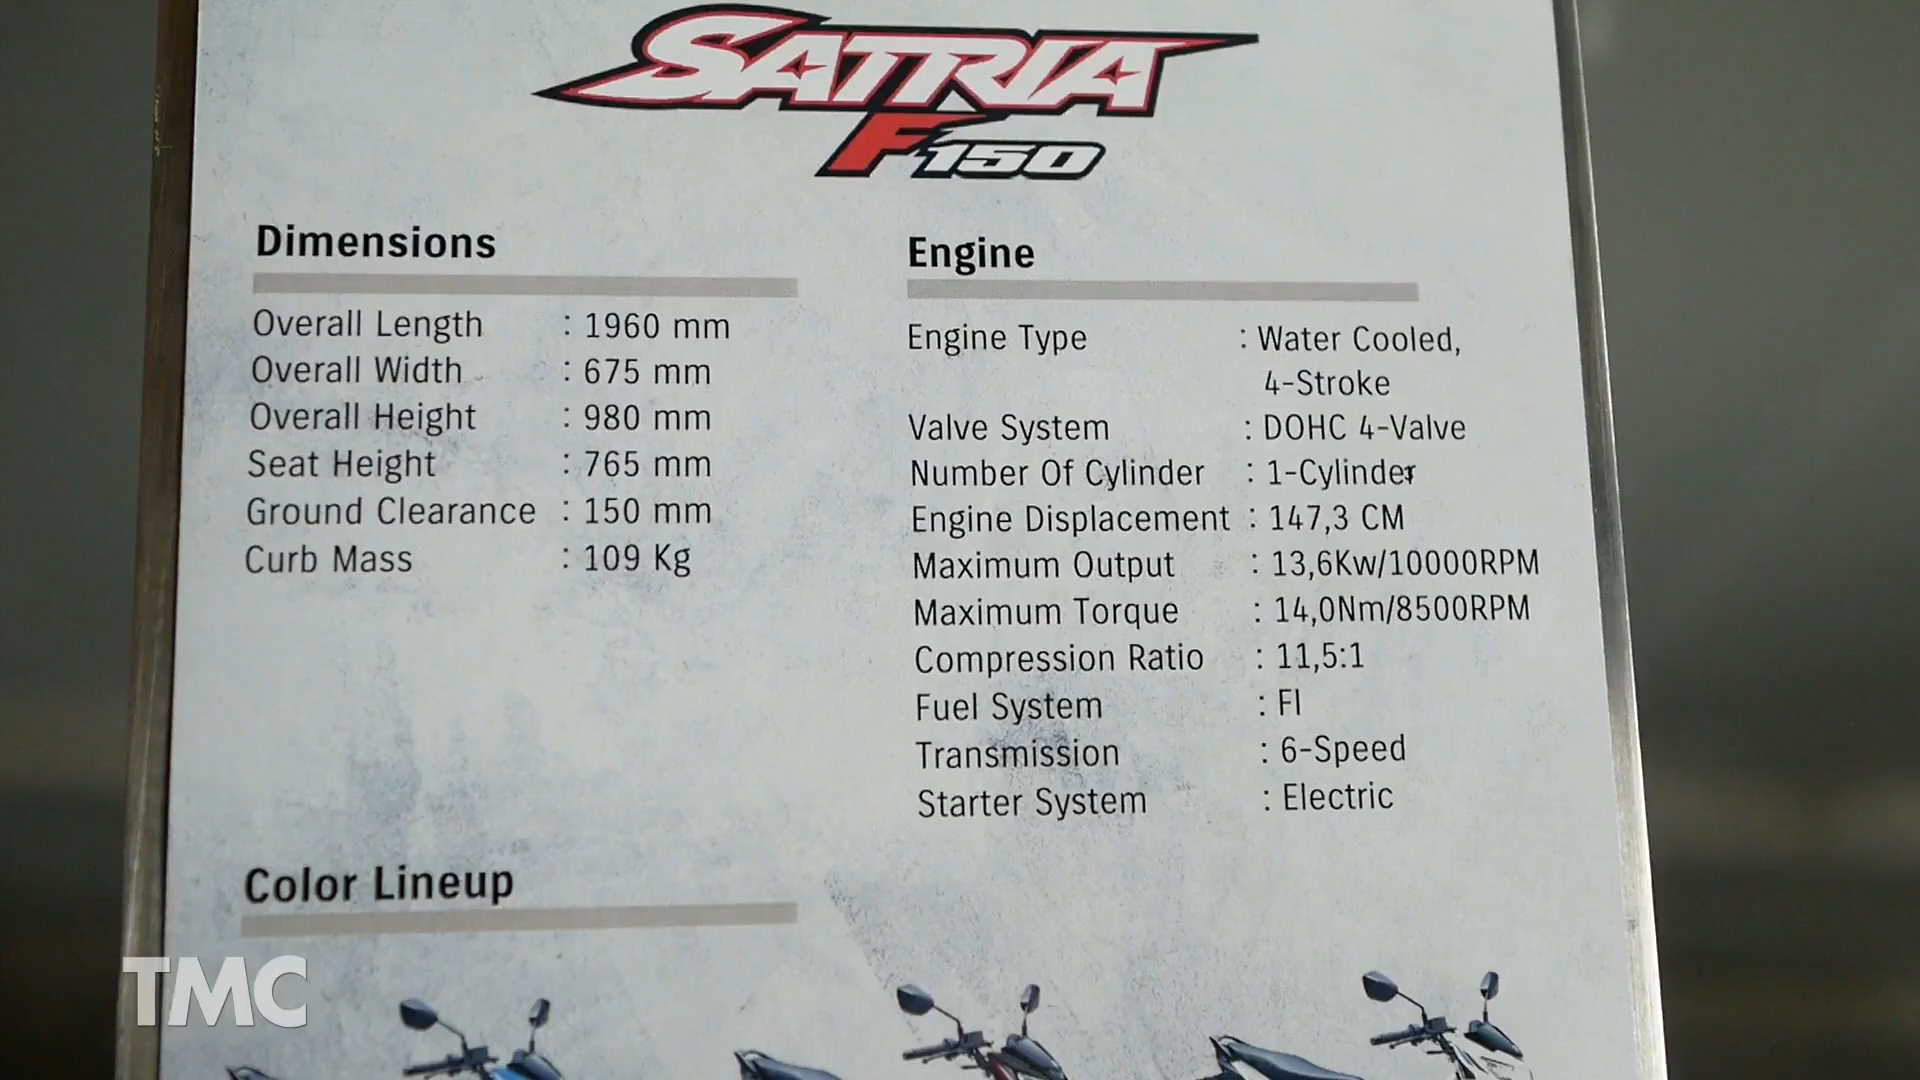 SATRIA
F150
Dimensions
Overall Length : 1960 mm
Overall Width : 675 mm
Overall Height : 980 mm
Seat Height : 765 mm
Ground Clearance : 150 mm
Curb Mass : 109 Kg
Engine
Engine Type : Water Cooled,
4-Stroke
Valve System : DOHC 4-Valve
Number Of Cylinder : 1-Cylinder
Engine Displacement : 147,3 CM
Maximum Output : 13,6Kw/10000RPM
Maximum Torque : 14,0Nm/8500RPM
Compression Ratio : 11,5:1
Fuel System : FI
Transmission : 6-Speed
Starter System : Electric
Color Lineup
TMC